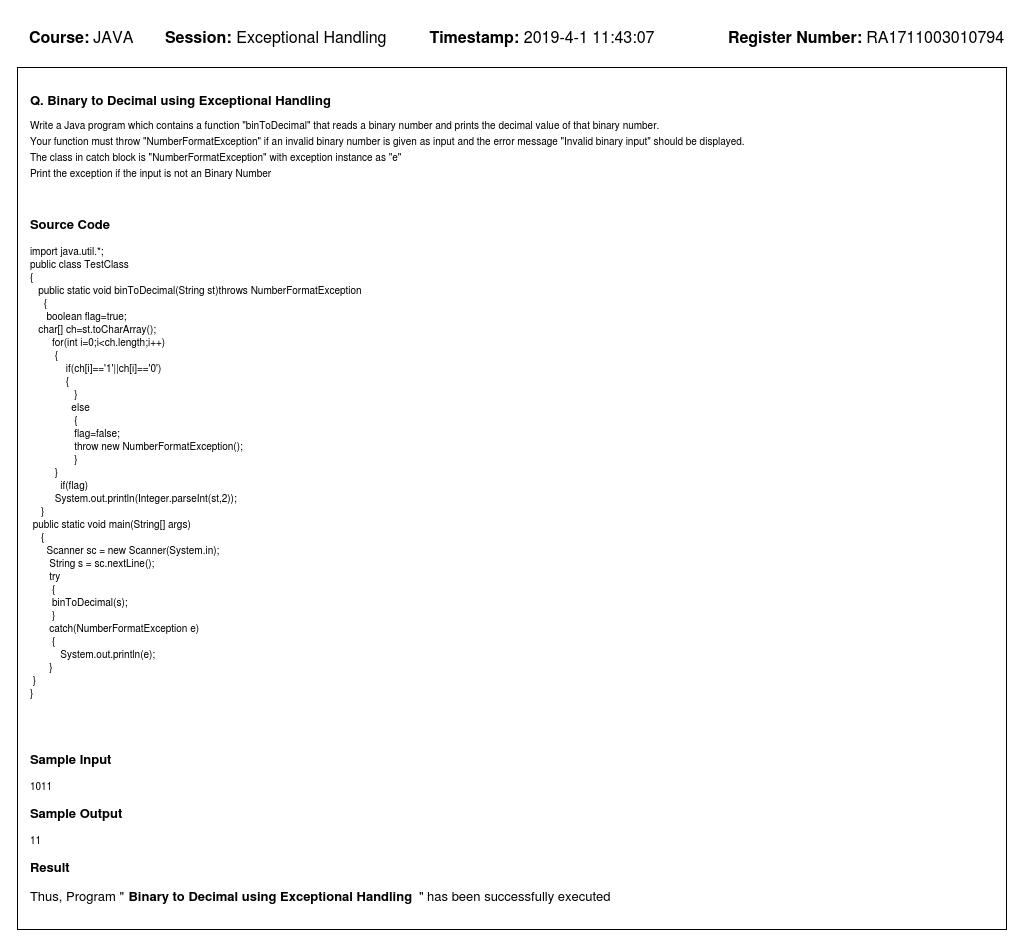 Course: JAVA Session: Exceptional Handling Timestamp: 2019-4-1 11:43:07 Register Number: RA1711003010794
Q. Binary to Decimal using Exceptional Handling
Write a Java program which contains a function "binToDecimal" that reads a binary number and prints the decimal value of that binary number.
Your function must throw "NumberFormatException" if an invalid binary number is given as input and the error message "Invalid binary input" should be displayed.
The class in catch block is "NumberFormatException" with exception instance as "e"
Print the exception if the input is not an Binary Number
Source Code
import java.util.*;
public class TestClass
{
public static void binToDecimal(String st)throws NumberFormatException
{
boolean flag=true;
char[] ch=st.toCharArray();
for(int i=0;i<ch.length;i++)
{
if(ch[i]=='1'||ch[i]=='0')
{
}
else
{
flag=false;
throw new NumberFormatException();
}
}
if(flag)
System.out.println(Integer.parseInt(st,2));
}
public static void main(String[] args)
{
Scanner sc = new Scanner(System.in);
String s = sc.nextLine();
try
{
binToDecimal(s);
}
catch(NumberFormatException e)
{
System.out.println(e);
}
}
}
Sample Input
1011
Sample Output
11
Result
Thus, Program " Binary to Decimal using Exceptional Handling " has been successfully executed